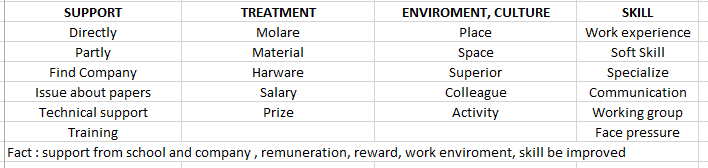 SUPPORT TREATMENT ENVIROMENT, CULTURE SKILL
Directly Molare Place Work experience
Partly Material Space Soft Skill
Find Company Harware Superior Specialize
Issue about papers Salary Colleague Communication
Technical support Prize Activity Working group
Training Face pressure
Fact : support from school and company , remuneration, reward, work enviroment, skill be improved